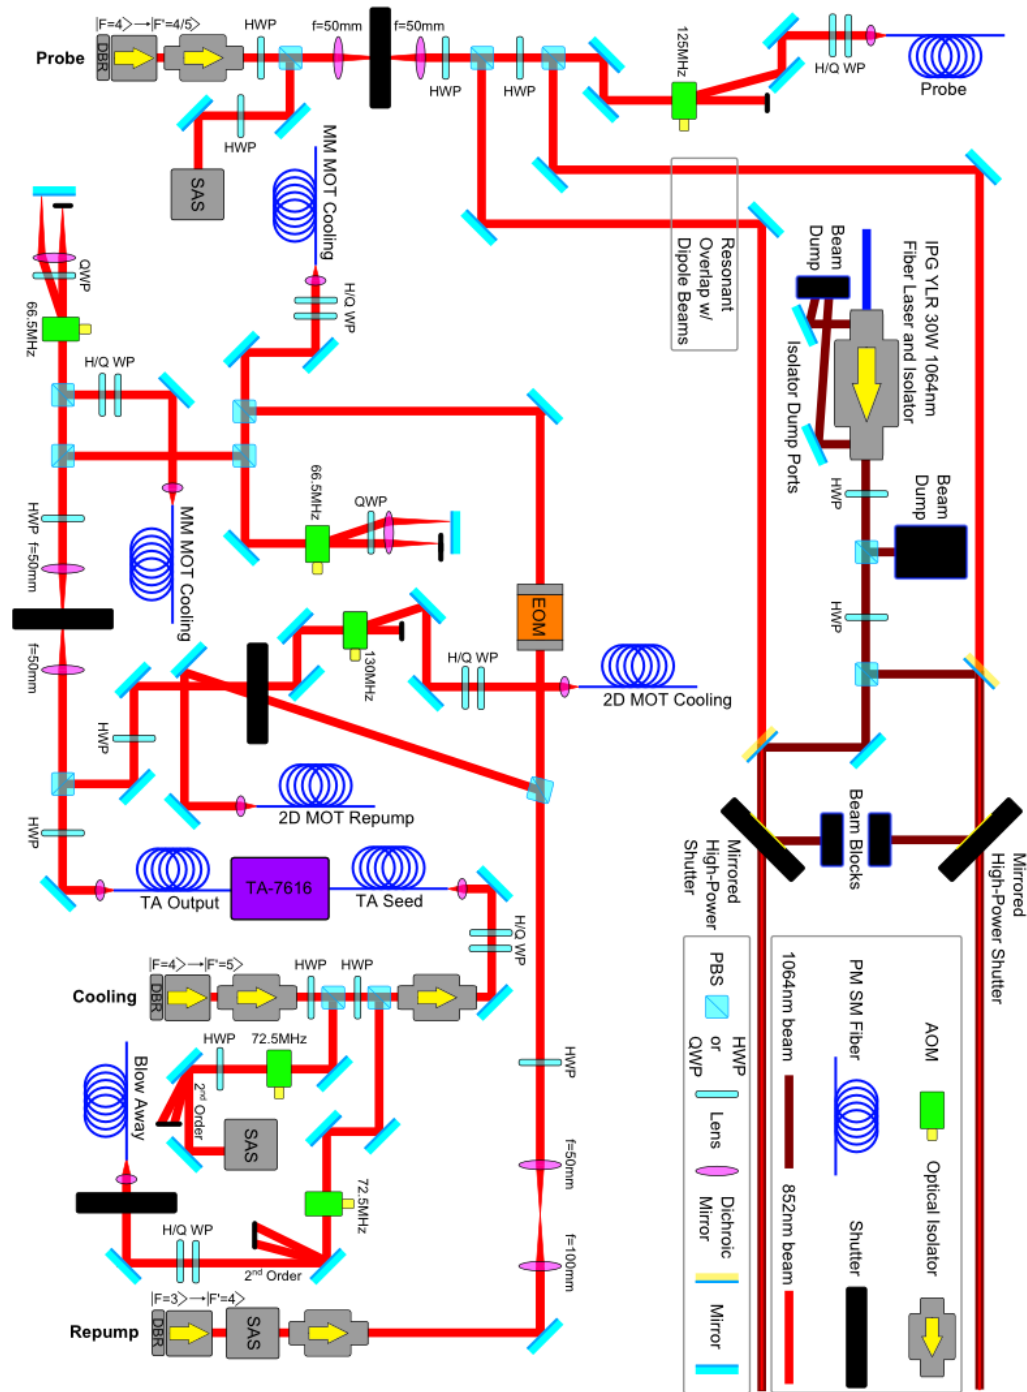 |F=4> → |F'=4/5>
DBR
Probe
HWP
HWP
SAS
f=50mm
f=50mm
HWP
HWP
125MHz
H/Q WP
Probe
MM MOT Cooling
H/Q WP
Resonant
Overlap w/
Dipole Beams
Beam
Dump
IPG YLR 30W 1064nm
Fiber Laser and Isolator
Isolator Dump Ports
HWP
Beam
Dump
HWP
QWP
66.5MHz
H/Q WP
HWP
f=50mm
MM MOT Cooling
66.5MHz
QWP
EOM
f=50mm
130MHz
H/Q WP
2D MOT Cooling
HWP
2D MOT Repump
HWP
TA Output
TA-7616
TA Seed
H/Q WP
Beam Blocks
Mirrored
High-Power
Shutter
Mirrored
High-Power Shutter
|F=4> → |F'=5>
DBR
Cooling
HWP
HWP
HWP
72.5MHz
2nd Order
SAS
Blow Away
72.5MHz
H/Q WP
2nd Order
HWP
f=50mm
f=100mm
|F=3> → |F'=4>
DBR
Repump
SAS
PBS
HWP
or
QWP
Lens
Dichroic
Mirror
Mirror
1064nm beam
852nm beam
PM SM Fiber
Shutter
AOM
Optical Isolator